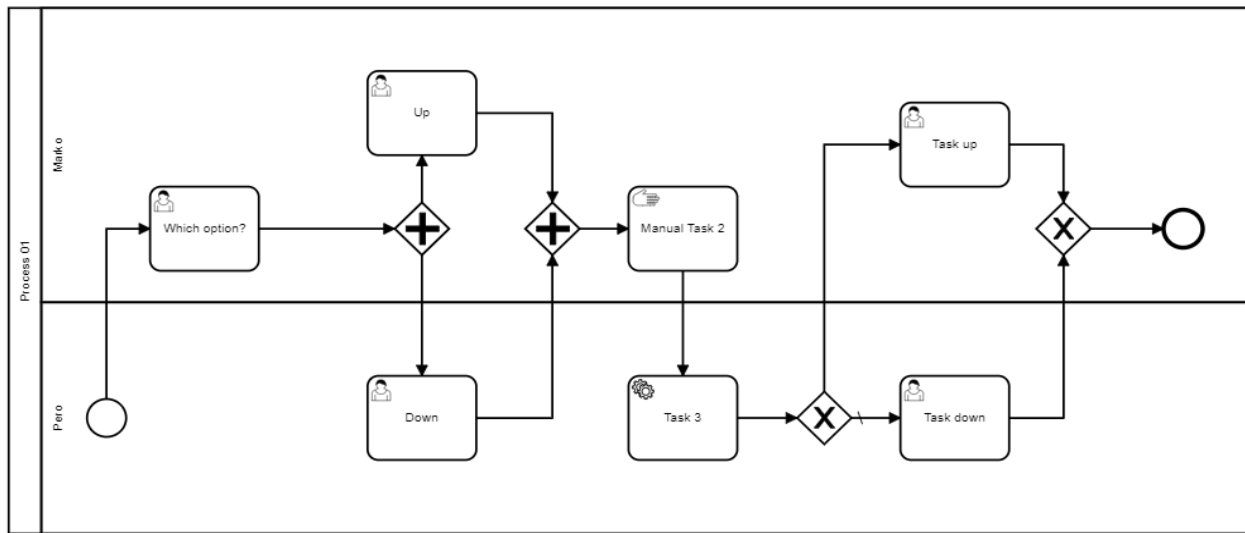 Process 01
Marko
Pero
Which option?
Up
Down
Manual Task 2
Task 3
Task up
Task down